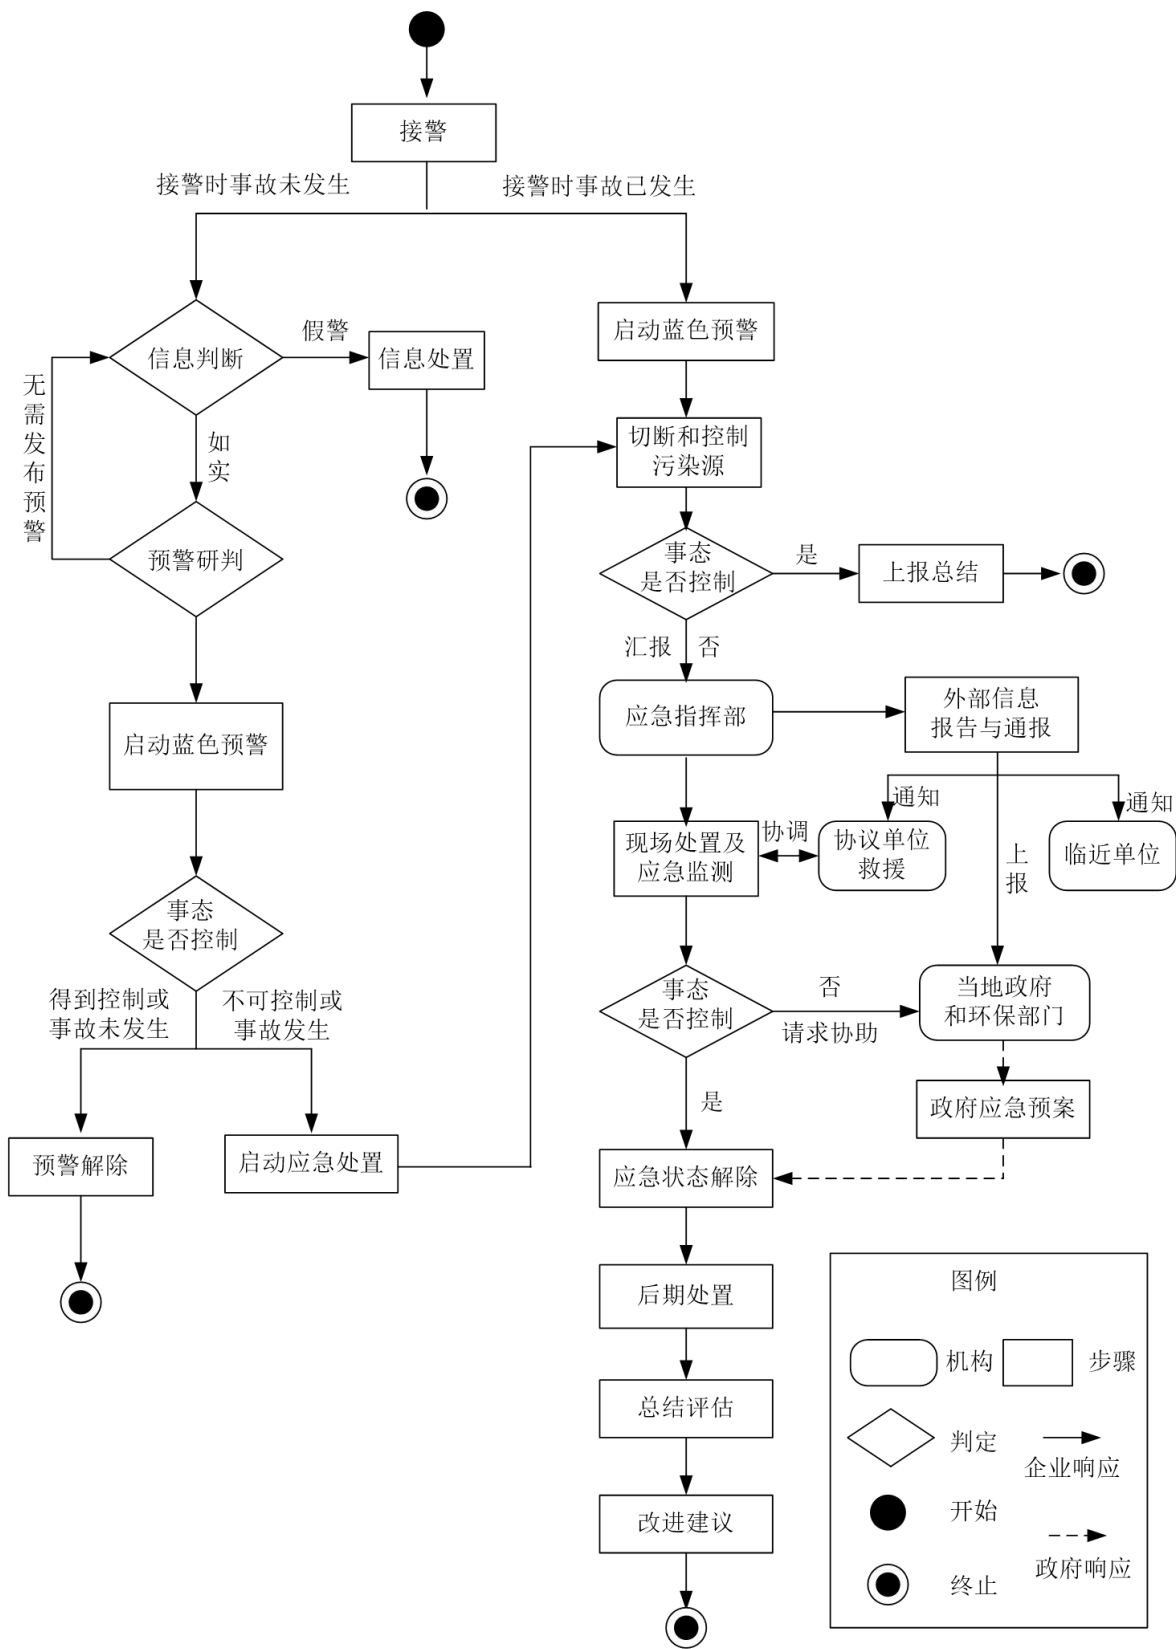 接警
接警时事故未发生
接警时事故已发生
信息判断
假警
信息处置
启动蓝色预警
无需发布预警
如实
切断和控制
污染源
预警研判
事态
是否控制
是
上报总结
汇报
否
应急指挥部
外部信息
报告与通报
启动蓝色预警
通知
通知
协调
现场处置及
应急监测
协议单位
救援
上报
临近单位
事态
是否控制
得到控制或
事故未发生
不可控制或
事故发生
事态
是否控制
否
请求协助
当地政府
和环保部门
是
政府应急预案
预警解除
启动应急处置
应急状态解除
后期处置
总结评估
改进建议
图例
机构
步骤
判定
企业响应
开始
政府响应
终止